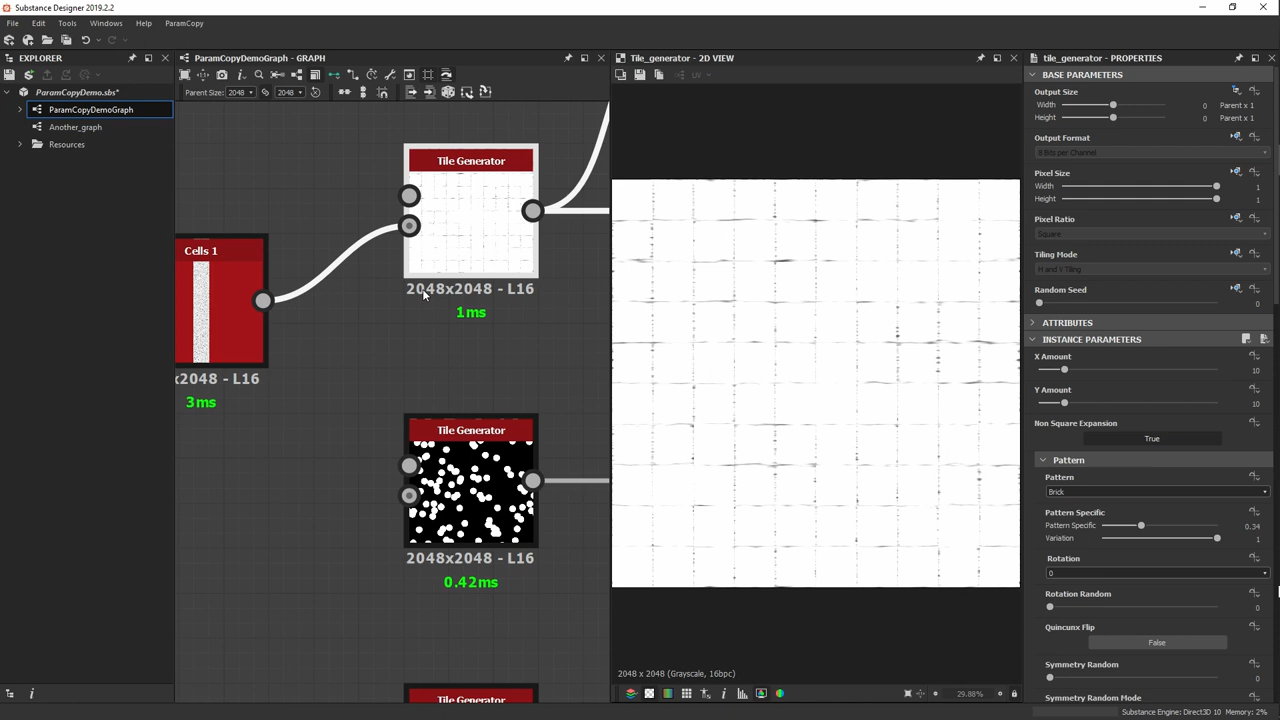 Substance Designer 2019.2.2
File Edit Tools Windows Help ParamCopy
EXPLORER
ParamCopyDemo.sbs*
ParamCopyDemoGraph
Another_graph
Resources
ParamCopyDemoGraph - GRAPH
Parent Size: 2048 2048
Tile Generator
2048x2048 - L16
1ms
Cells 1
x2048 - L16
3ms
Tile Generator
2048x2048 - L16
0.42ms
Tile Generator
Tile_generator - 2D VIEW
UV
2048 x 2048 (Grayscale, 16bpc)
29.88%
tile_generator - PROPERTIES
BASE PARAMETERS
Output Size
Width 0 Parent x 1
Height 0 Parent x 1
Output Format
8 Bits per Channel
Pixel Size
Width 1
Height 1
Pixel Ratio
Square
Tiling Mode
H and V Tiling
Random Seed
0
ATTRIBUTES
INSTANCE PARAMETERS
X Amount
10
Y Amount
10
Non Square Expansion
True
Pattern
Pattern
Brick
Pattern Specific
Pattern Specific 0.34
Variation 1
Rotation
0
Rotation Random
0
Quincunx Flip
False
Symmetry Random
0
Symmetry Random Mode
Substance Engine: Direct3D 10 Memory: 2%